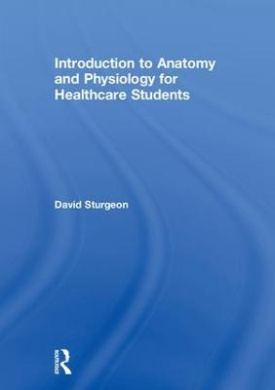 Introduction to Anatomy
and Physiology for
Healthcare Students
David Sturgeon
Routledge